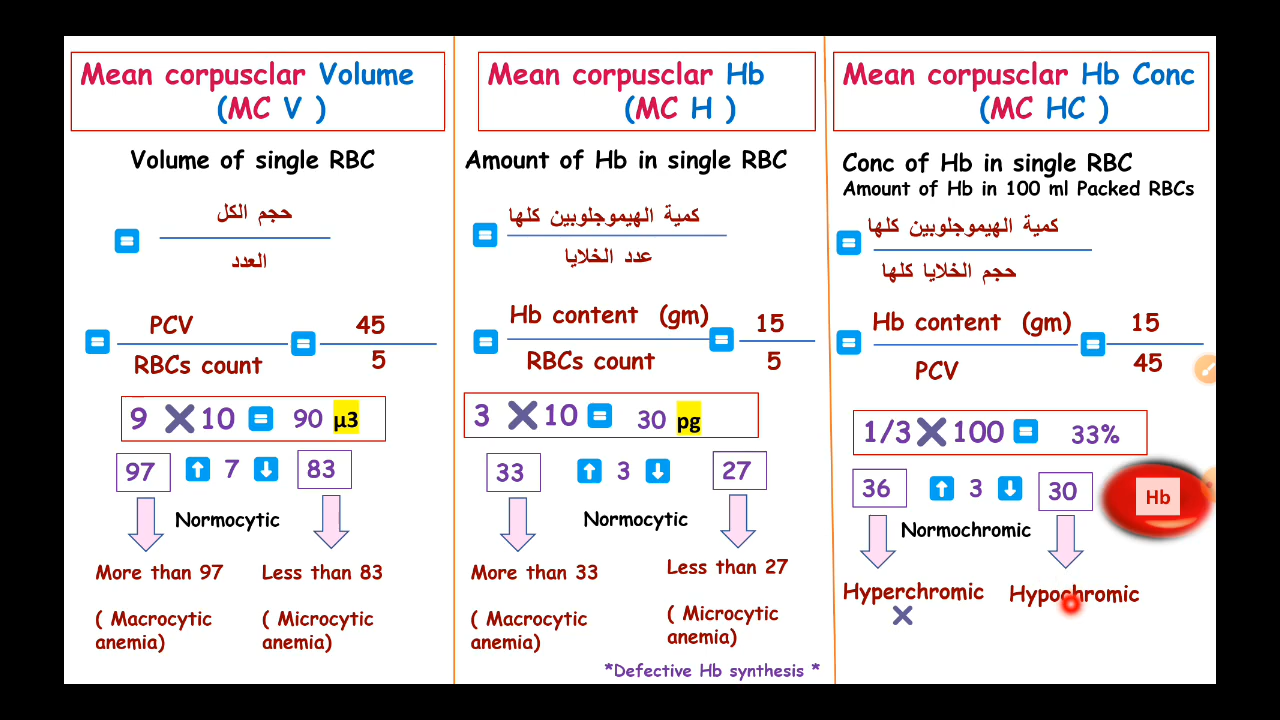 Mean corpusclar Volume
(MC V )
Volume of single RBC
حجم الكل
=
العدد
PCV
= =
RBCs count
45
5
9 ✕ 10 = 90 µ3
97 ↑ 7 ↓ 83
Normocytic
More than 97
( Macrocytic
anemia)
Less than 83
( Microcytic
anemia)
Mean corpusclar Hb
(MC H )
Amount of Hb in single RBC
كمية الهيموجلوبين كلها
=
عدد الخلايا
Hb content (gm)
= =
RBCs count
15
5
3 ✕ 10 = 30 pg
33 ↑ 3 ↓ 27
Normocytic
More than 33
( Macrocytic
anemia)
Less than 27
( Microcytic
anemia)
*Defective Hb synthesis *
Mean corpusclar Hb Conc
(MC HC )
Conc of Hb in single RBC
Amount of Hb in 100 ml Packed RBCs
كمية الهيموجلوبين كلها
=
حجم الخلايا كلها
Hb content (gm)
= =
PCV
15
45
1/3 ✕ 100 = 33%
36 ↑ 3 ↓ 30
Hb
Normochromic
Hyperchromic
✕
Hypochromic